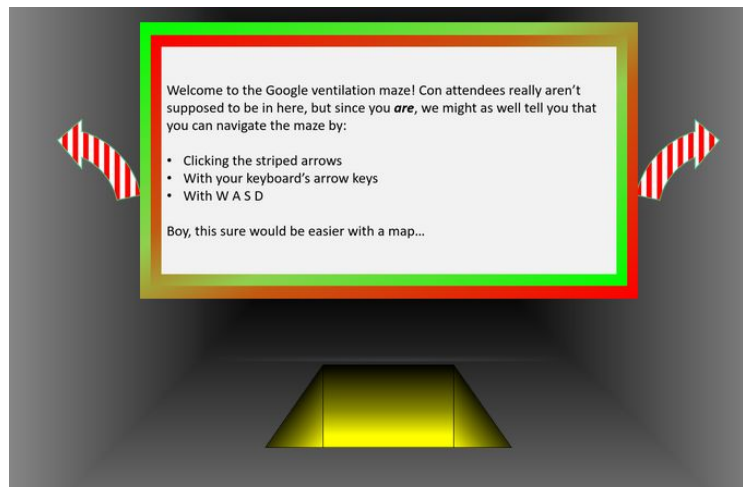 Welcome to the Google ventilation maze! Con attendees really aren’t
supposed to be in here, but since you are, we might as well tell you that
you can navigate the maze by:
• Clicking the striped arrows
• With your keyboard’s arrow keys
• With W A S D
Boy, this sure would be easier with a map…